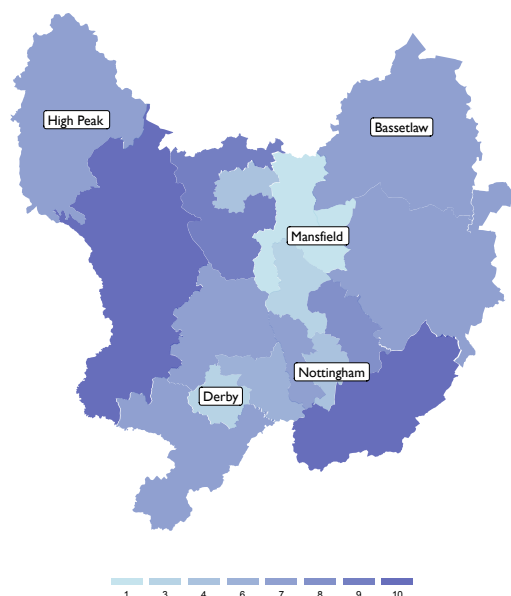 High Peak
Bassetlaw
Mansfield
Nottingham
Derby
1 3 4 6 7 8 9 10